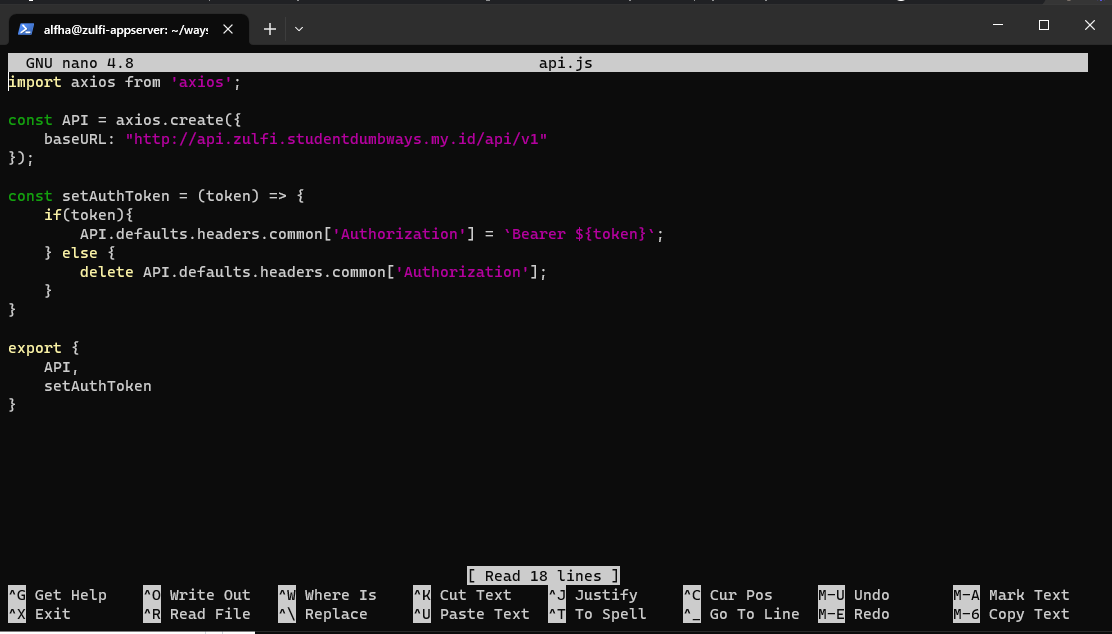 alfha@zulfi-appserver: ~/ways
GNU nano 4.8 api.js
import axios from 'axios';
const API = axios.create({
    baseURL: "http://api.zulfi.studentdumbways.my.id/api/v1"
});
const setAuthToken = (token) => {
    if(token){
        API.defaults.headers.common['Authorization'] = `Bearer ${token}`;
    } else {
        delete API.defaults.headers.common['Authorization'];
    }
}
export {
    API,
    setAuthToken
}
[ Read 18 lines ]
^G Get Help ^O Write Out ^W Where Is ^K Cut Text ^J Justify ^C Cur Pos M-U Undo M-A Mark Text
^X Exit ^R Read File ^\ Replace ^U Paste Text ^T To Spell ^_ Go To Line M-E Redo M-6 Copy Text